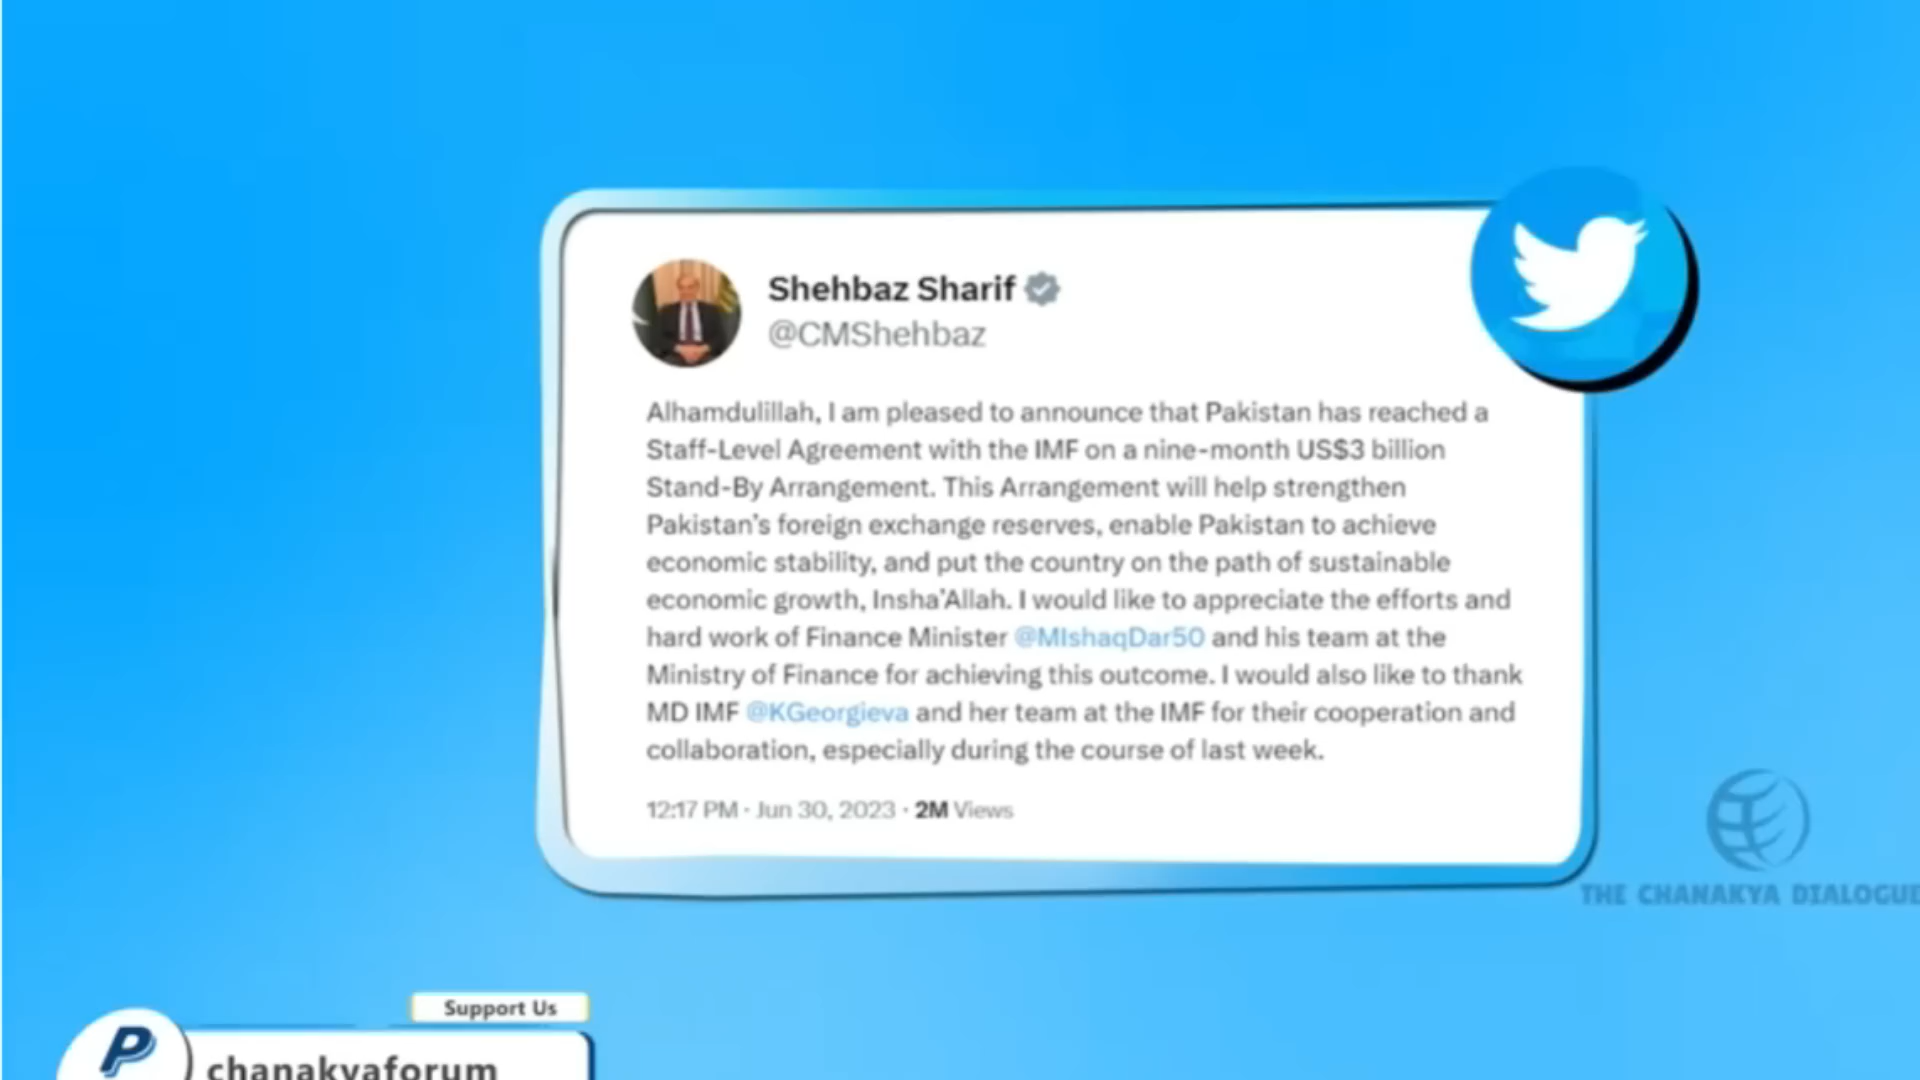 Shehbaz Sharif
@CMShehbaz
Alhamdulillah, I am pleased to announce that Pakistan has reached a
Staff-Level Agreement with the IMF on a nine-month US$3 billion
Stand-By Arrangement. This Arrangement will help strengthen
Pakistan's foreign exchange reserves, enable Pakistan to achieve
economic stability, and put the country on the path of sustainable
economic growth, Insha'Allah. I would like to appreciate the efforts and
hard work of Finance Minister @MIshaqDar50 and his team at the
Ministry of Finance for achieving this outcome. I would also like to thank
MD IMF @KGeorgieva and her team at the IMF for their cooperation and
collaboration, especially during the course of last week.
12:17 PM · Jun 30, 2023 · 2M Views
THE CHANAKYA DIALOGUE
Support Us
P
chanakyaforum